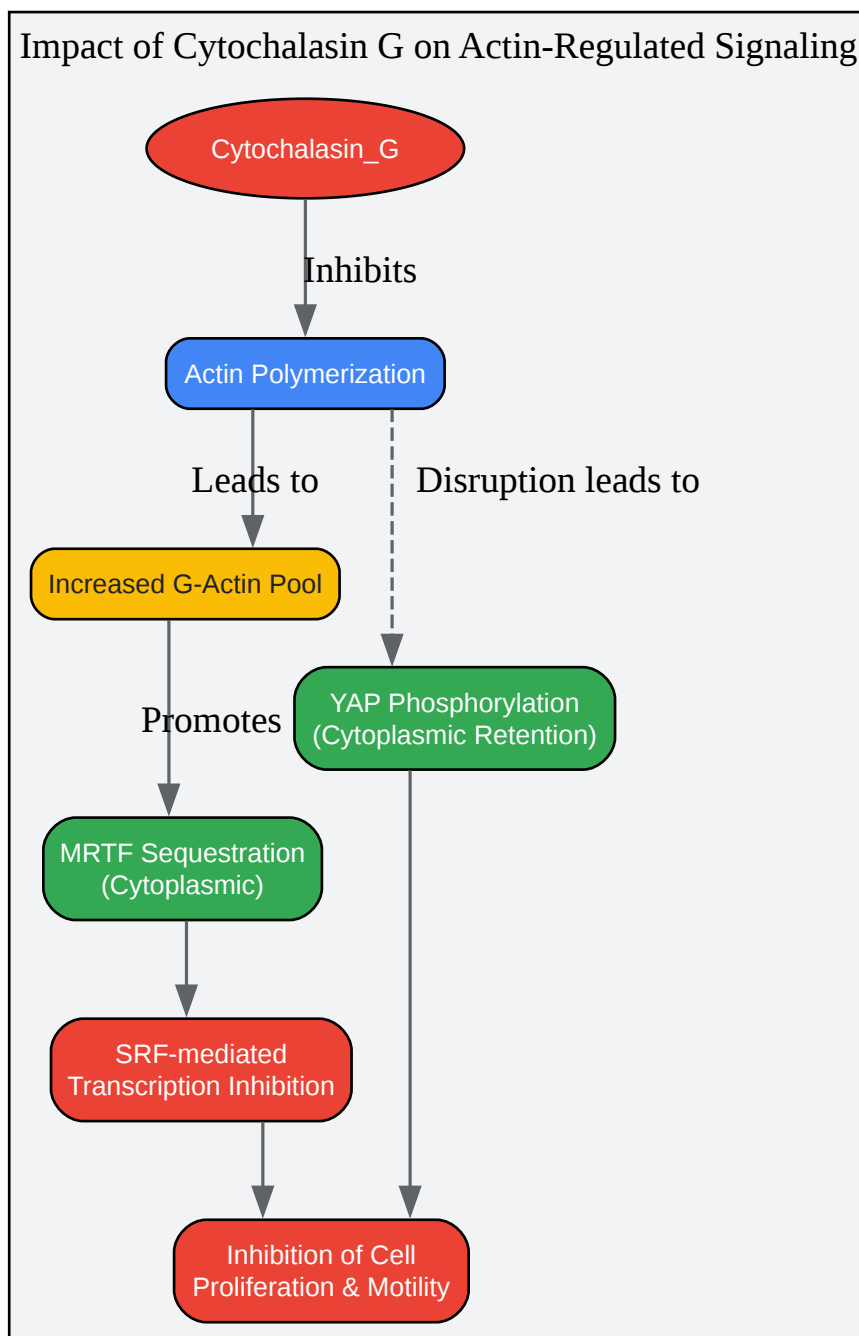 Impact of Cytochalasin G on Actin-Regulated Signaling
Cytochalasin_G
Inhibits
Actin Polymerization
Leads to
Disruption leads to
Increased G-Actin Pool
YAP Phosphorylation
(Cytoplasmic Retention)
Promotes
MRTF Sequestration
(Cytoplasmic)
SRF-mediated
Transcription Inhibition
Inhibition of Cell
Proliferation & Motility